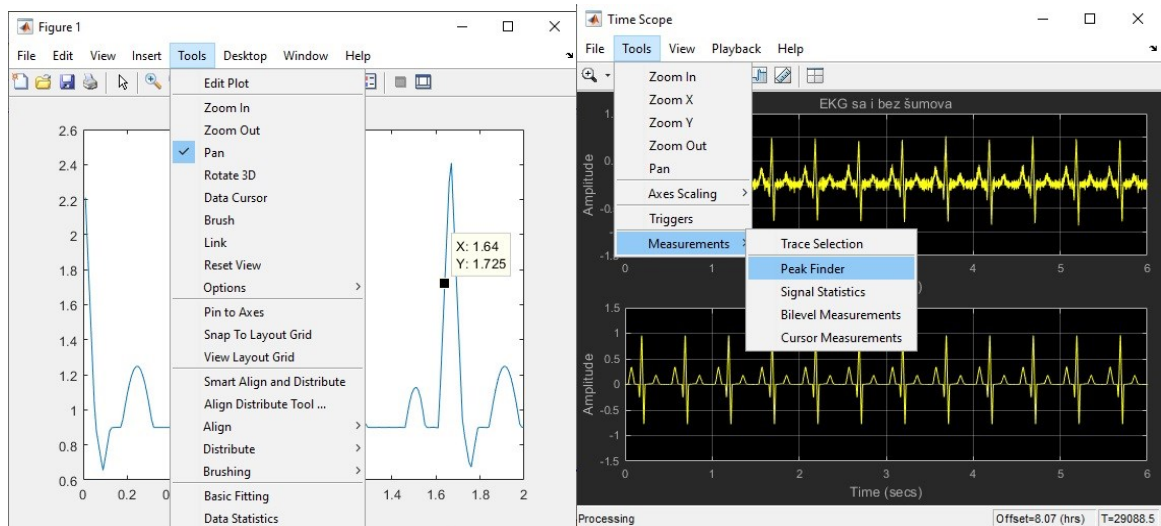 Figure 1
File Edit View Insert Tools Desktop Window Help
Edit Plot
Zoom In
Zoom Out
Pan
Rotate 3D
Data Cursor
Brush
Link
Reset View
Options
Pin to Axes
Snap To Layout Grid
View Layout Grid
Smart Align and Distribute
Align Distribute Tool ...
Align
Distribute
Brushing
Basic Fitting
Data Statistics
2.6
2.4
2.2
2
1.8
1.6
1.4
1.2
1
0.8
0.6
X: 1.64
Y: 1.725
0 0.2 0 1.4 1.6 1.8 2
Time Scope
File Tools View Playback Help
Zoom In
Zoom X
Zoom Y
Zoom Out
Pan
Axes Scaling
Triggers
Measurements
Trace Selection
Peak Finder
Signal Statistics
Bilevel Measurements
Cursor Measurements
EKG sa i bez šumova
Amplitude
0 1 4 5 6
1.5
1
0.5
0
-0.5
-1
-1.5
Amplitude
0 1 2 3 4 5 6
Time (secs)
Processing Offset=8.07 (hrs) T=29088.5